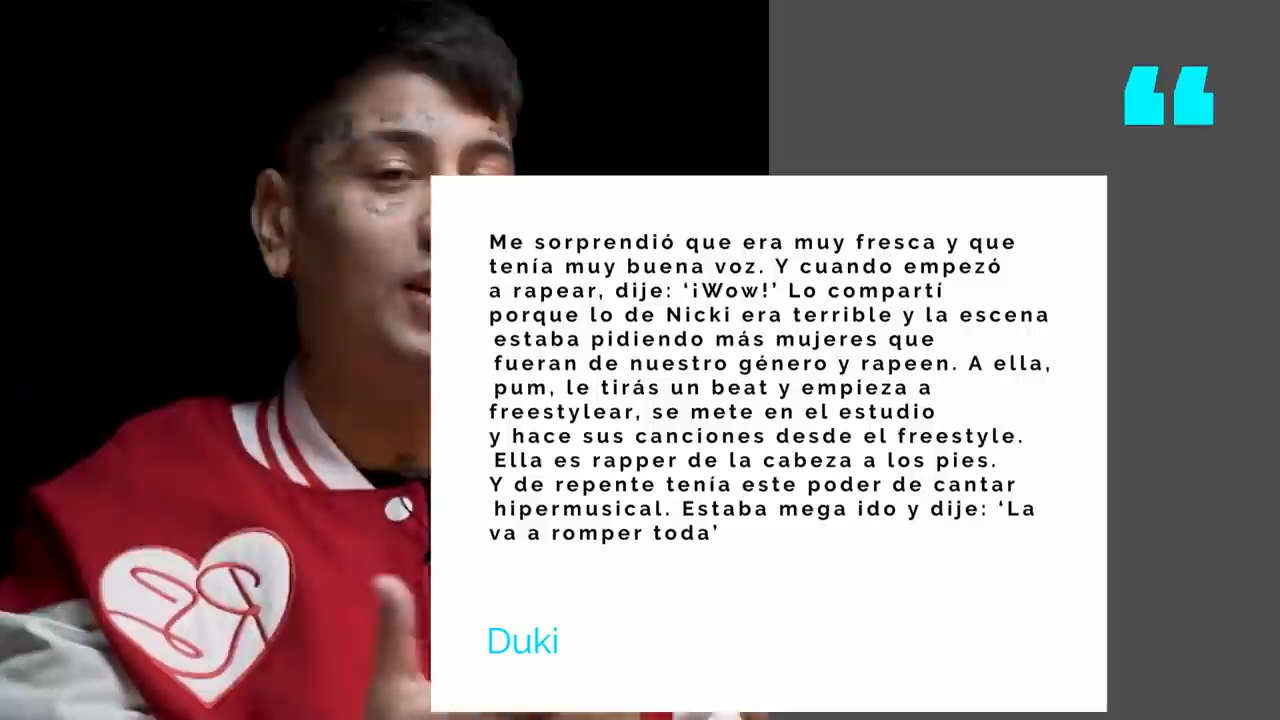 “
Me sorprendió que era muy fresca y que
tenía muy buena voz. Y cuando empezó
a rapear, dije: ‘¡Wow!’ Lo compartí
porque lo de Nicki era terrible y la escena
estaba pidiendo más mujeres que
fueran de nuestro género y rapeen. A ella,
pum, le tirás un beat y empieza a
freestylear, se mete en el estudio
y hace sus canciones desde el freestyle.
Ella es rapper de la cabeza a los pies.
Y de repente tenía este poder de cantar
hipermusical. Estaba mega ido y dije: ‘La
va a romper toda’
Duki